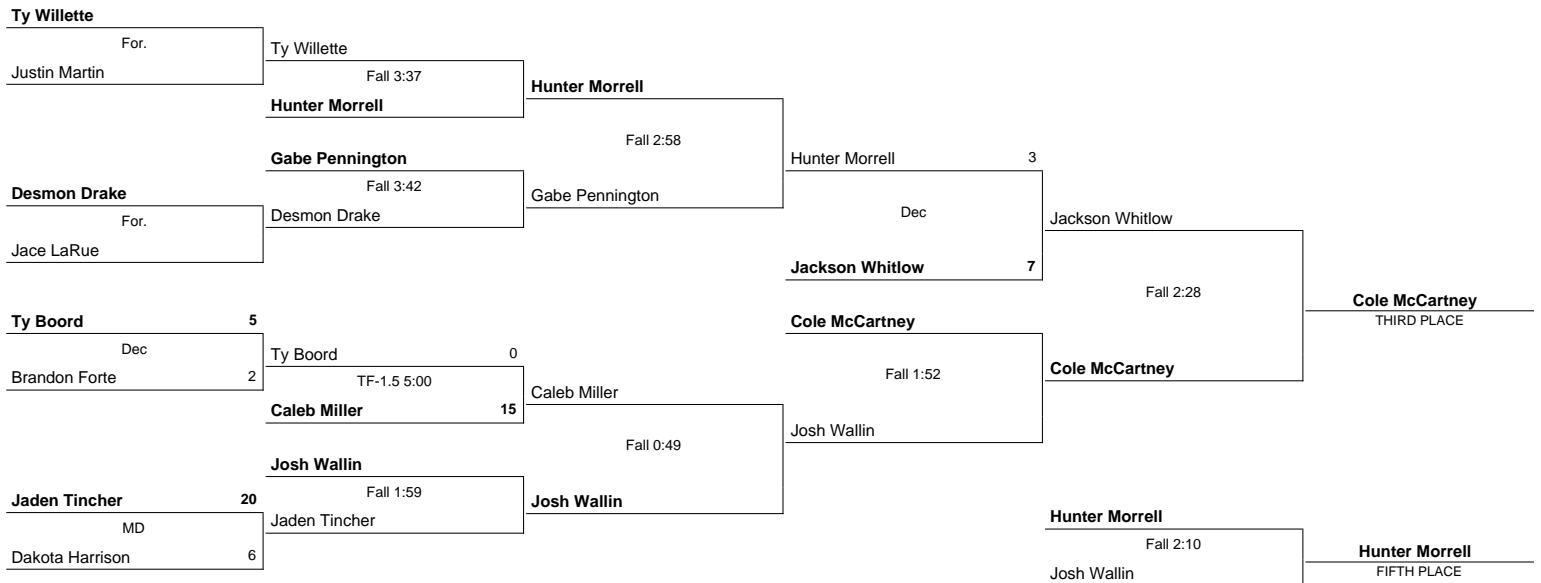 Ty Willette
For.
Justin Martin
Desmon Drake
For.
Jace LaRue
Ty Boord 5
Dec
Brandon Forte 2
Jaden Tincher 20
MD
Dakota Harrison 6
Ty Willette
Fall 3:37
Hunter Morrell
Gabe Pennington
Fall 3:42
Desmon Drake
Ty Boord 0
TF-1.5 5:00
Caleb Miller 15
Josh Wallin
Fall 1:59
Jaden Tincher
Hunter Morrell
Fall 2:58
Gabe Pennington
Caleb Miller
Fall 0:49
Josh Wallin
Hunter Morrell 3
Dec
Jackson Whitlow 7
Cole McCartney
Fall 1:52
Josh Wallin
Jackson Whitlow
Fall 2:28
Cole McCartney
Cole McCartney
THIRD PLACE
Hunter Morrell
Fall 2:10
Josh Wallin
Hunter Morrell
FIFTH PLACE